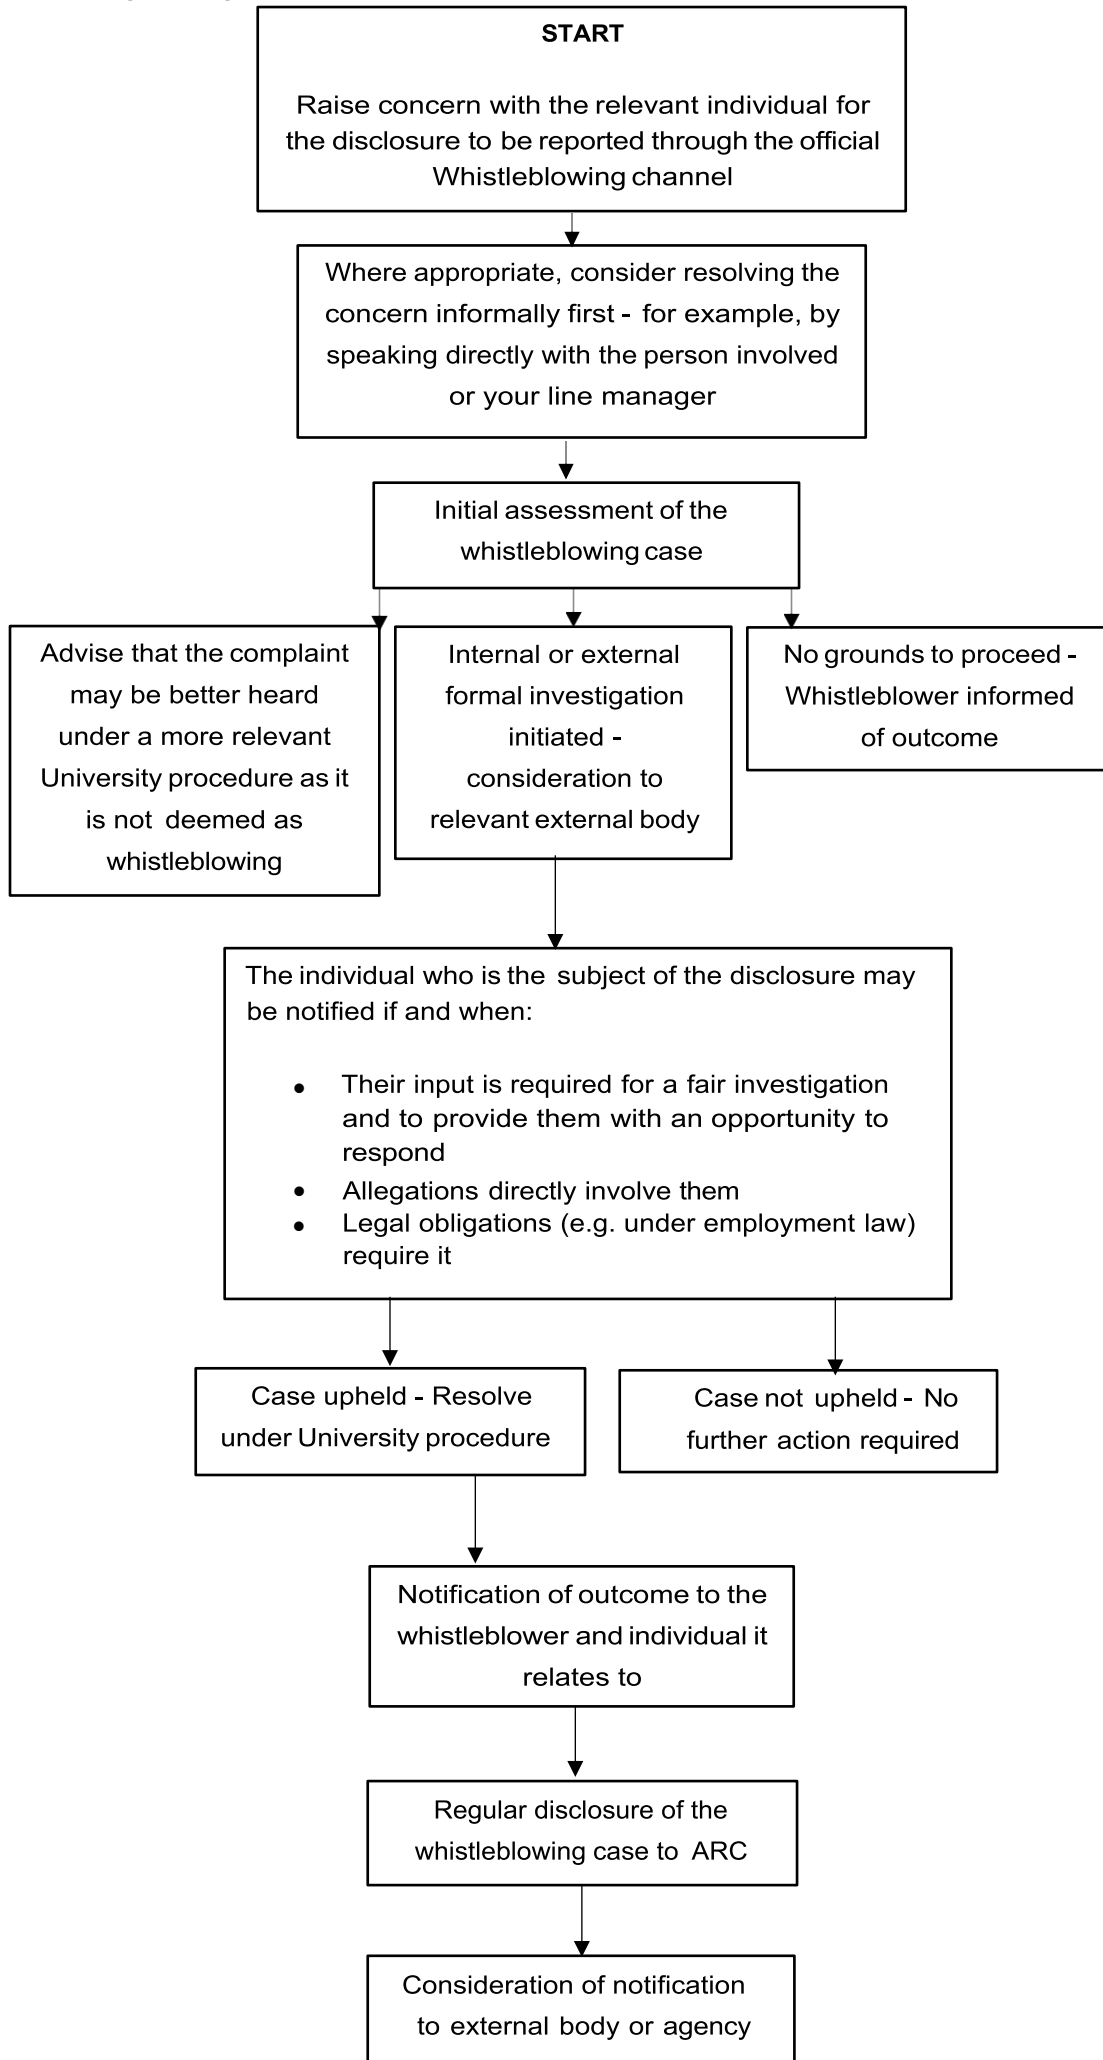 START
Raise concern with the relevant individual for
the disclosure to be reported through the official
Whistleblowing channel
Where appropriate, consider resolving the
concern informally first - for example, by
speaking directly with the person involved
or your line manager
Initial assessment of the
whistleblowing case
Advise that the complaint
may be better heard
under a more relevant
University procedure as it
is not deemed as
whistleblowing
Internal or external
formal investigation
initiated -
consideration to
relevant external body
No grounds to proceed -
Whistleblower informed
of outcome
The individual who is the subject of the disclosure may
be notified if and when:
• Their input is required for a fair investigation
and to provide them with an opportunity to
respond
• Allegations directly involve them
• Legal obligations (e.g. under employment law)
require it
Case upheld - Resolve
under University procedure
Case not upheld - No
further action required
Notification of outcome to the
whistleblower and individual it
relates to
Regular disclosure of the
whistleblowing case to ARC
Consideration of notification
to external body or agency